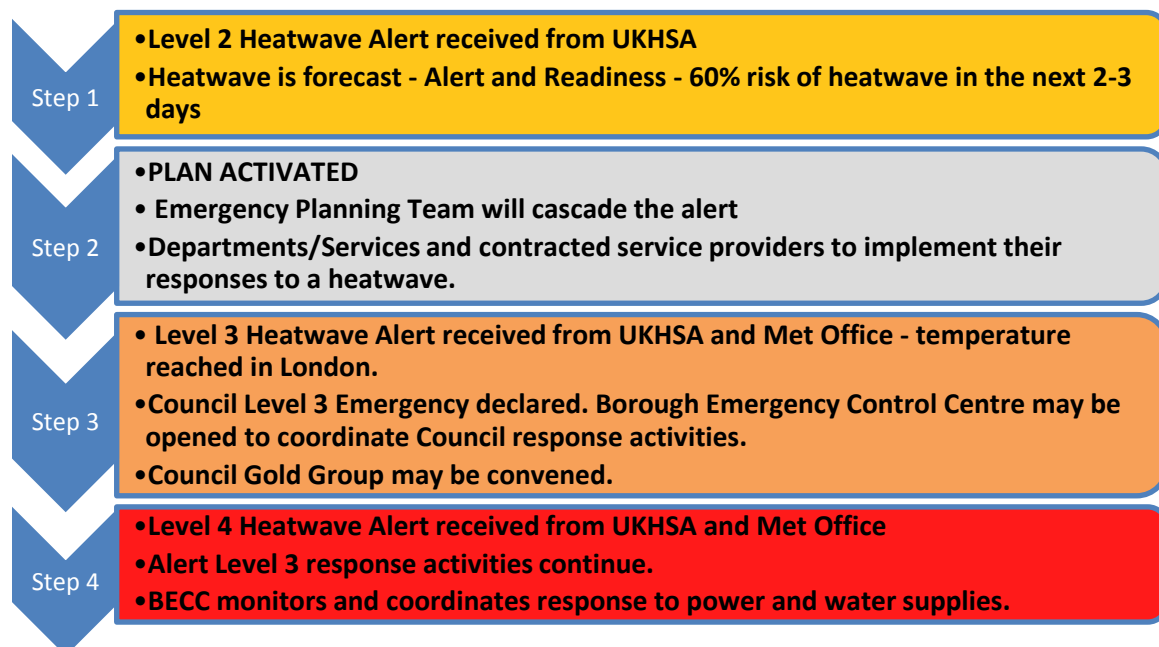 Step 1
•Level 2 Heatwave Alert received from UKHSA
•Heatwave is forecast - Alert and Readiness - 60% risk of heatwave in the next 2-3
days
Step 2
•PLAN ACTIVATED
• Emergency Planning Team will cascade the alert
•Departments/Services and contracted service providers to implement their
responses to a heatwave.
Step 3
• Level 3 Heatwave Alert received from UKHSA and Met Office - temperature
reached in London.
•Council Level 3 Emergency declared. Borough Emergency Control Centre may be
opened to coordinate Council response activities.
•Council Gold Group may be convened.
Step 4
•Level 4 Heatwave Alert received from UKHSA and Met Office
•Alert Level 3 response activities continue.
•BECC monitors and coordinates response to power and water supplies.